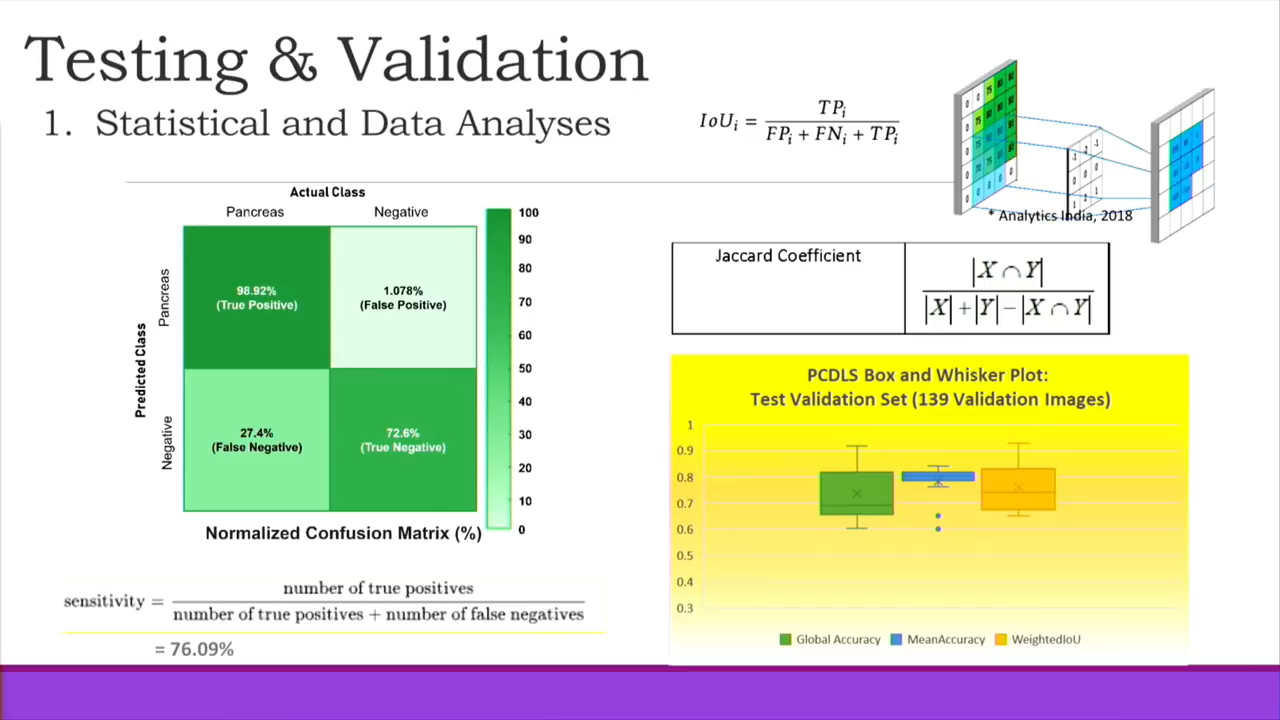 Testing & Validation
1. Statistical and Data Analyses
IoU_i = TP_i / (FP_i + FN_i + TP_i)
* Analytics India, 2018
Actual Class
Pancreas Negative
Predicted Class
Pancreas
Negative
98.92%
(True Positive)
1.078%
(False Positive)
27.4%
(False Negative)
72.6%
(True Negative)
100
90
80
70
60
50
40
30
20
10
0
Normalized Confusion Matrix (%)
sensitivity = number of true positives / (number of true positives + number of false negatives)
= 76.09%
Jaccard Coefficient
|X ∩ Y| / (|X| + |Y| - |X ∩ Y|)
PCDLS Box and Whisker Plot:
Test Validation Set (139 Validation Images)
1
0.9
0.8
0.7
0.6
0.5
0.4
0.3
Global Accuracy MeanAccuracy WeightedIoU